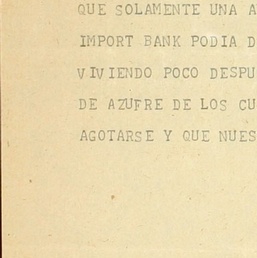 QUE SOLAMENTE UNA A
IMPORT BANK PODIA D
VIVIENDO POCO DESPU
DE AZUFRE DE LOS CU
AGOTARSE Y QUE NUES